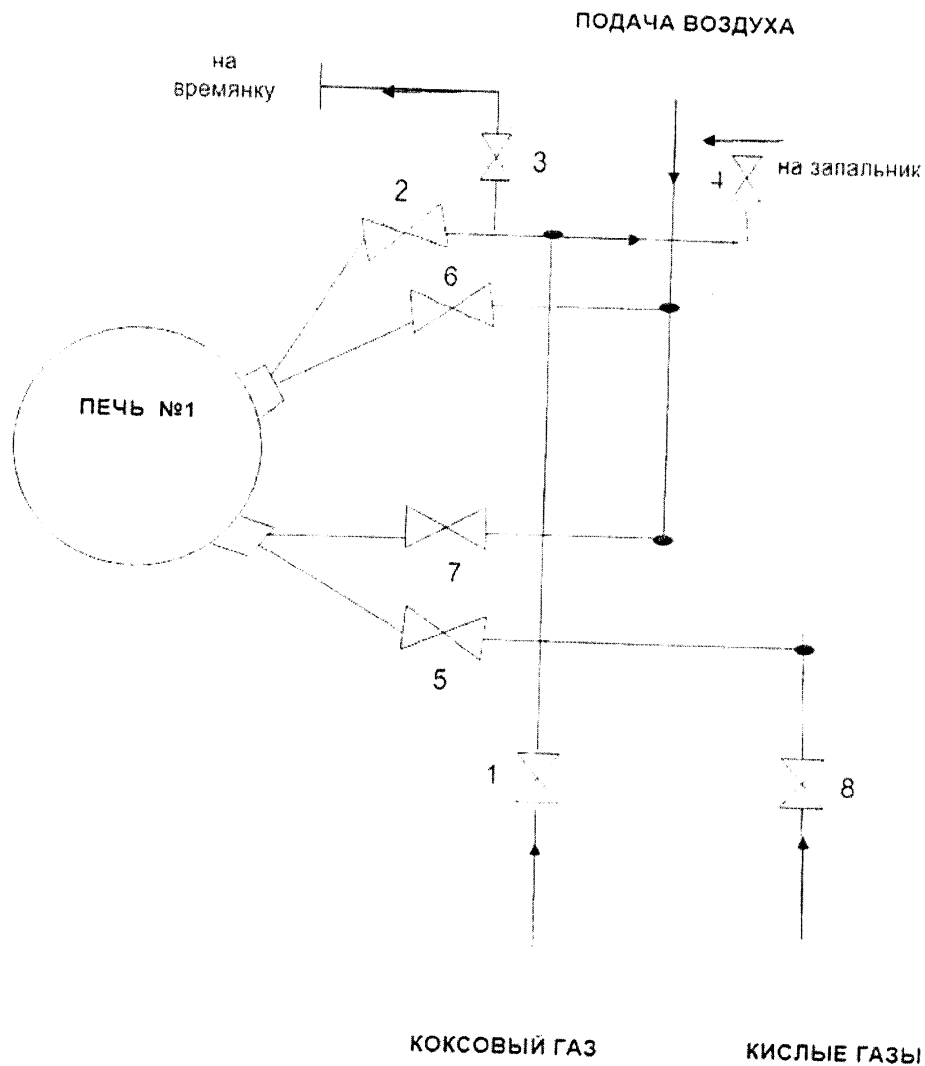 ПОДАЧА ВОЗДУХА
на
времянку
3
4
на запальник
2
6
ПЕЧЬ №1
7
5
1
8
КОКСОВЫЙ ГАЗ
КИСЛЫЕ ГАЗЫ